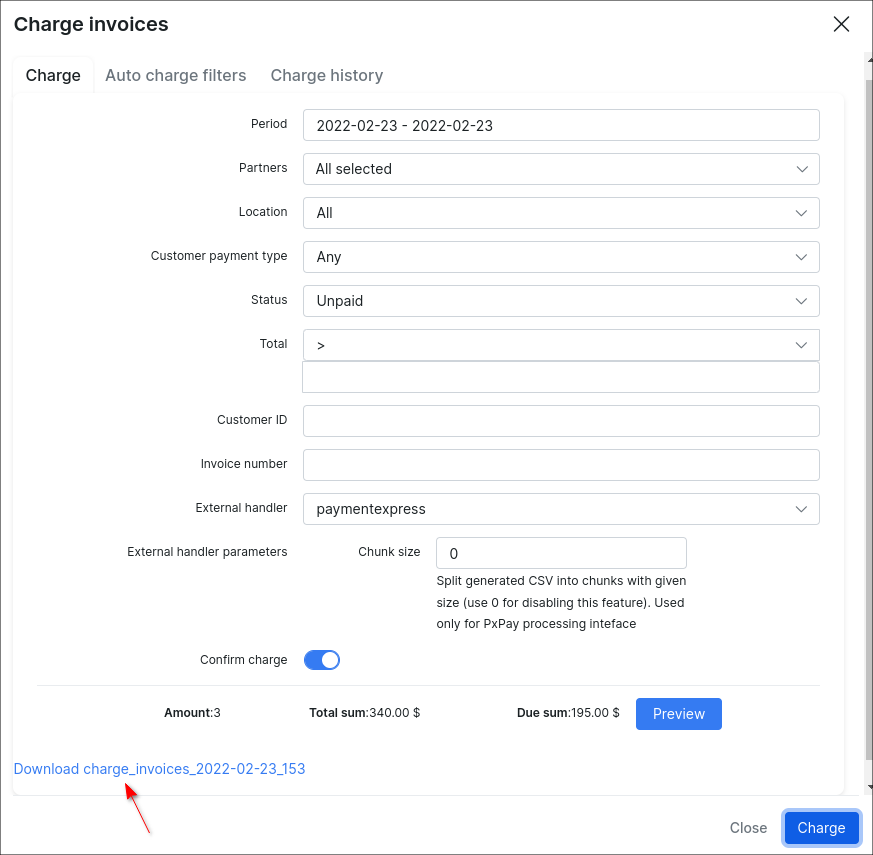 Charge invoices
Charge Auto charge filters Charge history
Period 2022-02-23 - 2022-02-23
Partners All selected
Location All
Customer payment type Any
Status Unpaid
Total >
Customer ID
Invoice number
External handler paymentexpress
External handler parameters Chunk size 0
Split generated CSV into chunks with given
size (use 0 for disabling this feature). Used
only for PxPay processing inteface
Confirm charge
Amount:3 Total sum:340.00 $ Due sum:195.00 $ Preview
Download charge_invoices_2022-02-23_153
Close Charge